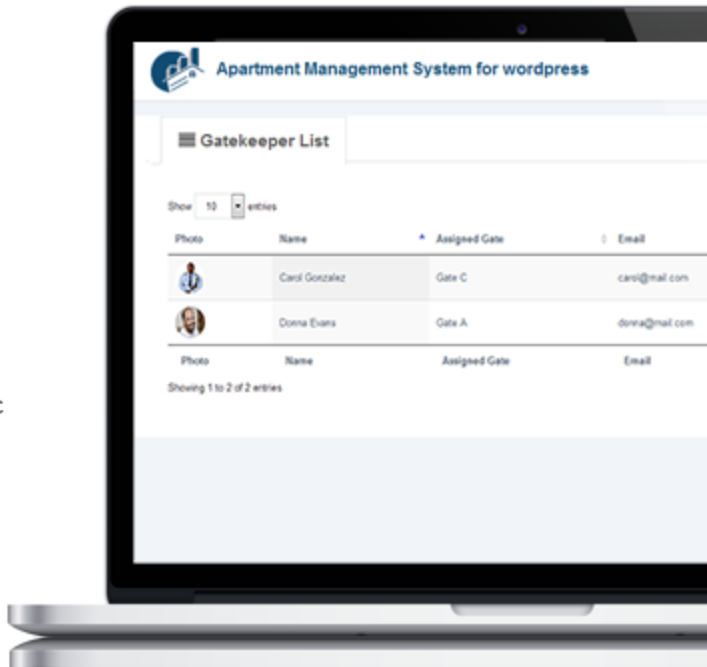 Apartment Management System for wordpress
Gatekeeper List
Show 10 entries
Photo Name Assigned Gate Email
Carol Gonzalez Gate C carol@mail.com
Donna Evans Gate A donna@mail.com
Photo Name Assigned Gate Email
Showing 1 to 2 of 2 entries
c